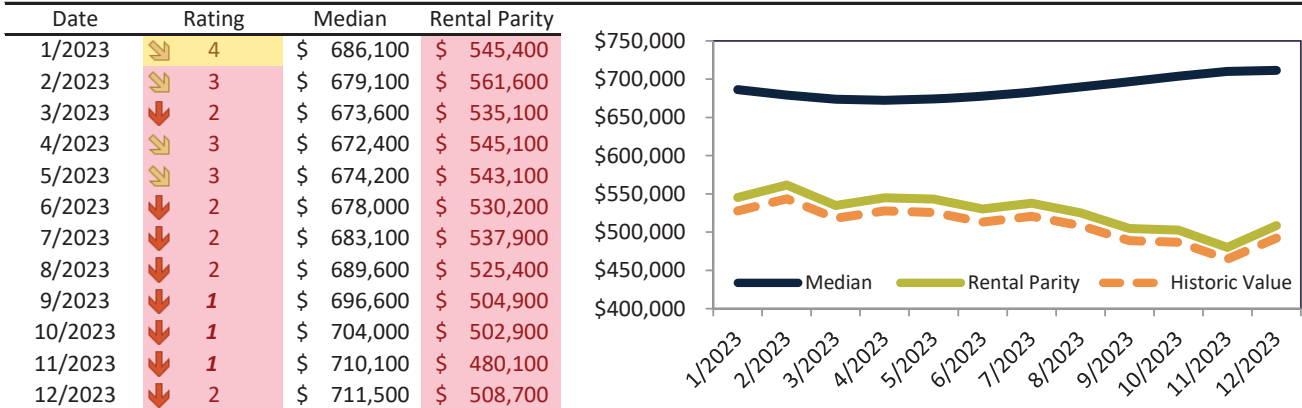 Date Rating Median Rental Parity
1/2023 4 $ 686,100 $ 545,400
2/2023 3 $ 679,100 $ 561,600
3/2023 2 $ 673,600 $ 535,100
4/2023 3 $ 672,400 $ 545,100
5/2023 3 $ 674,200 $ 543,100
6/2023 2 $ 678,000 $ 530,200
7/2023 2 $ 683,100 $ 537,900
8/2023 2 $ 689,600 $ 525,400
9/2023 1 $ 696,600 $ 504,900
10/2023 1 $ 704,000 $ 502,900
11/2023 1 $ 710,100 $ 480,100
12/2023 2 $ 711,500 $ 508,700
$750,000
$700,000
$650,000
$600,000
$550,000
$500,000
$450,000
$400,000
Median Rental Parity Historic Value
1/2023 2/2023 3/2023 4/2023 5/2023 6/2023 7/2023 8/2023 9/2023 10/2023 11/2023 12/2023